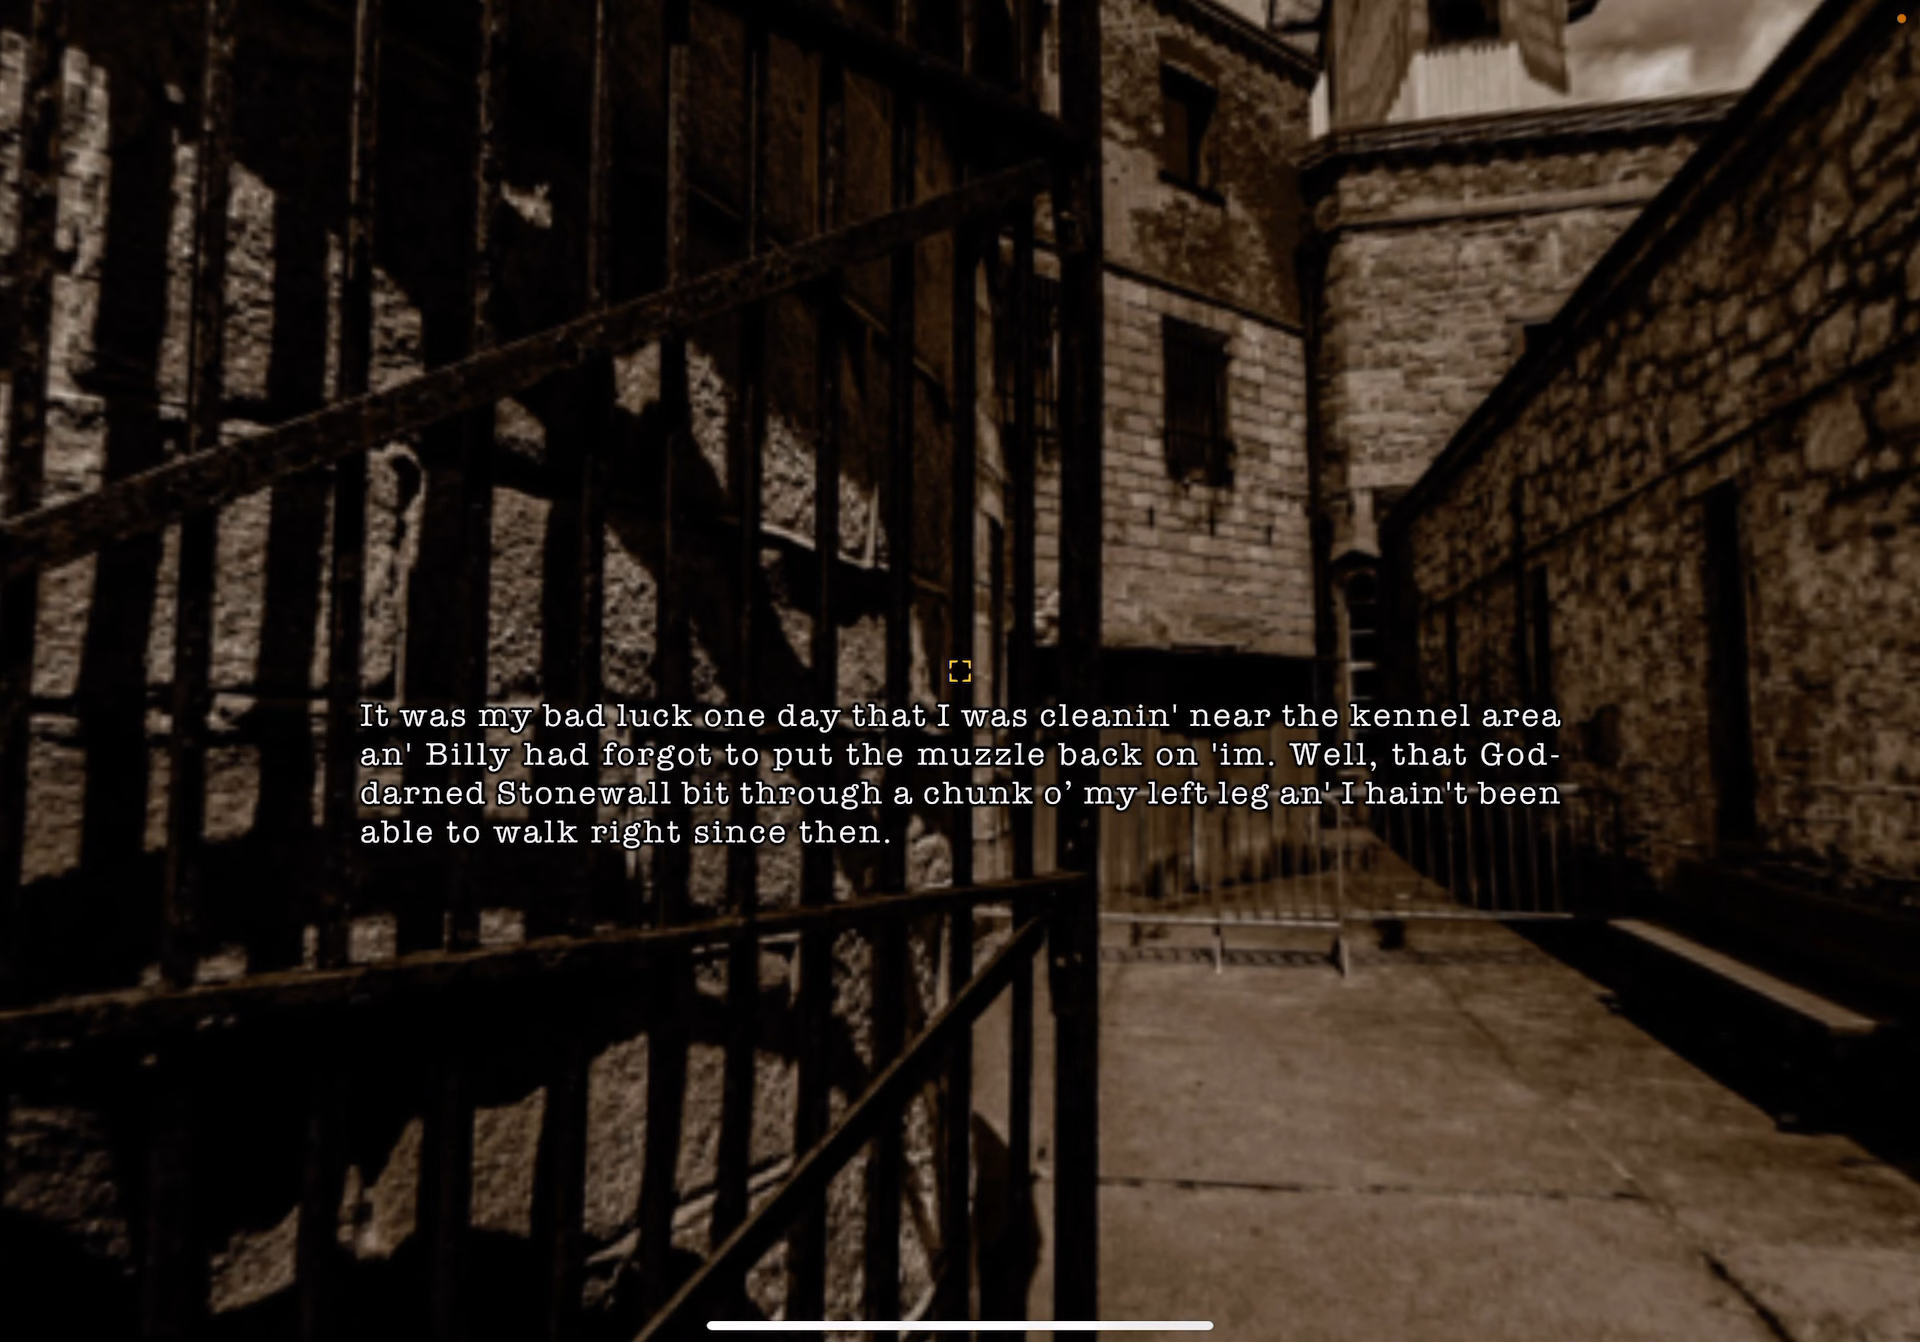 It was my bad luck one day that I was cleanin' near the kennel area
an' Billy had forgot to put the muzzle back on 'im. Well, that God-
darned Stonewall bit through a chunk o’ my left leg an' I hain't been
able to walk right since then.